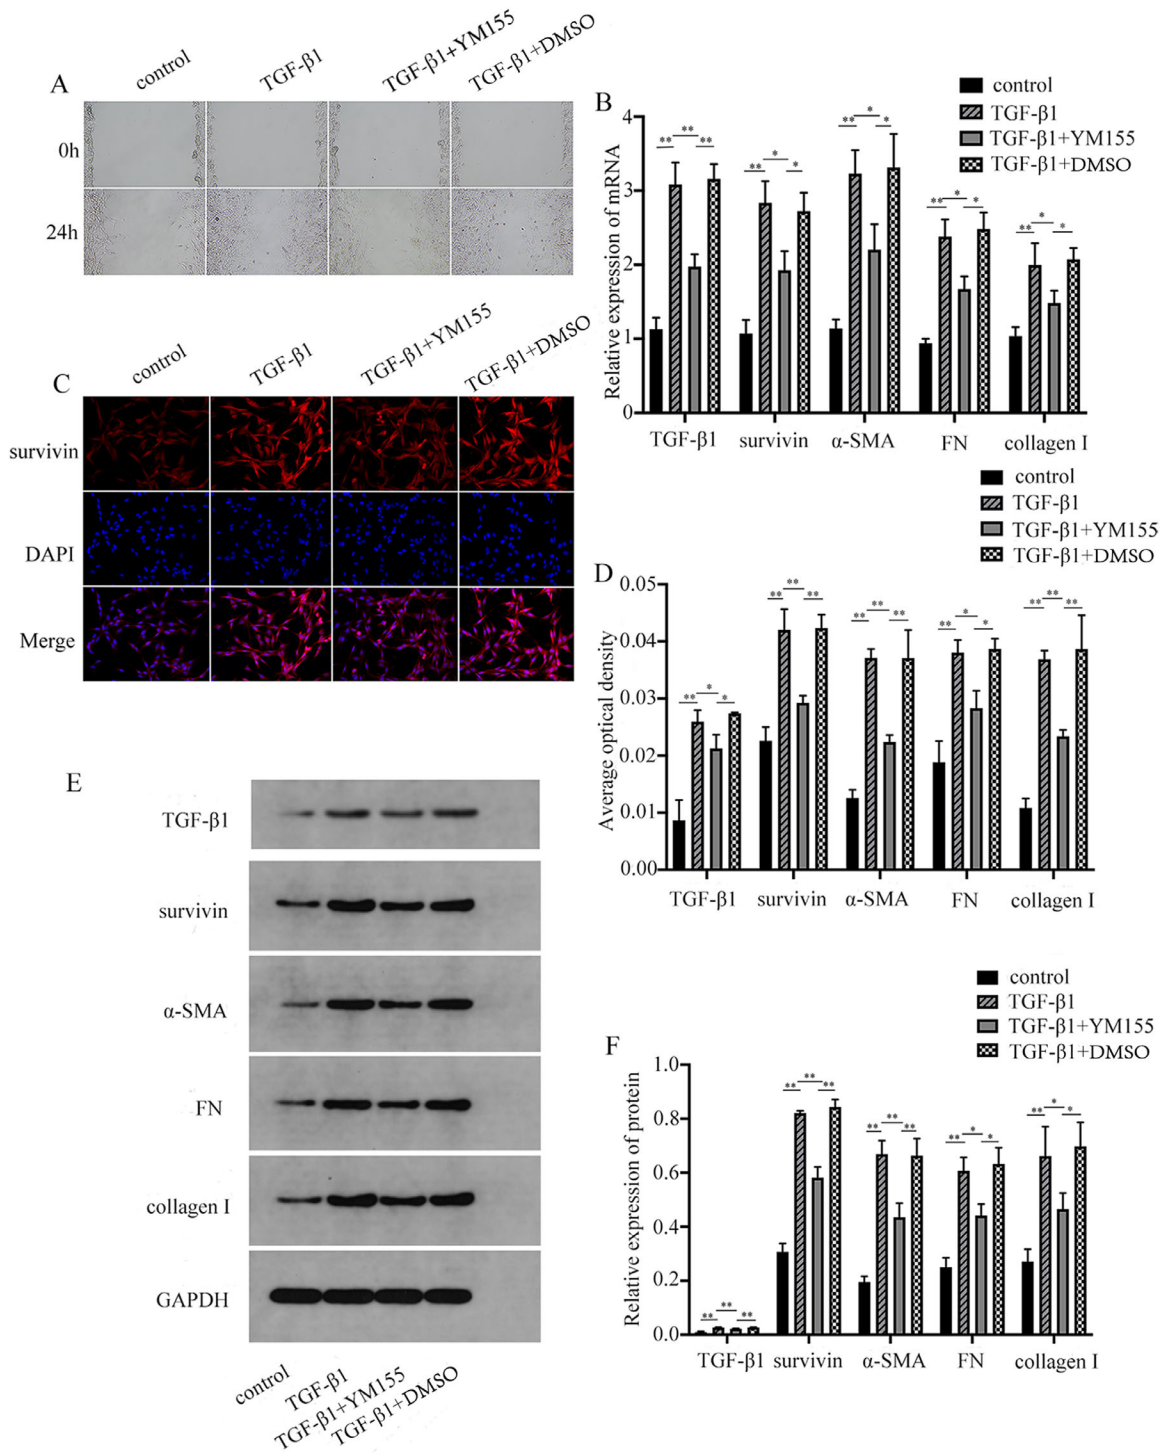 A
control
TGF-β1
TGF-β1+YM155
TGF-β1+DMSO
0h
24h
B
control
TGF-β1
TGF-β1+YM155
TGF-β1+DMSO
Relative expression of mRNA
4
3
2
1
0
** ** **
** * *
** * *
** * *
** * *
TGF-β1 survivin α-SMA FN collagen I
C
control
TGF-β1
TGF-β1+YM155
TGF-β1+DMSO
survivin
DAPI
Merge
D
control
TGF-β1
TGF-β1+YM155
TGF-β1+DMSO
Average optical density
0.05
0.04
0.03
0.02
0.01
0.00
** * *
** ** **
** ** **
** * *
** ** **
TGF-β1 survivin α-SMA FN collagen I
E
TGF-β1
survivin
α-SMA
FN
collagen I
GAPDH
control
TGF-β1
TGF-β1+YM155
TGF-β1+DMSO
F
control
TGF-β1
TGF-β1+YM155
TGF-β1+DMSO
Relative expression of protein
1.0
0.8
0.6
0.4
0.2
0.0
** ** **
** ** **
** ** **
** * *
** * *
TGF-β1 survivin α-SMA FN collagen I